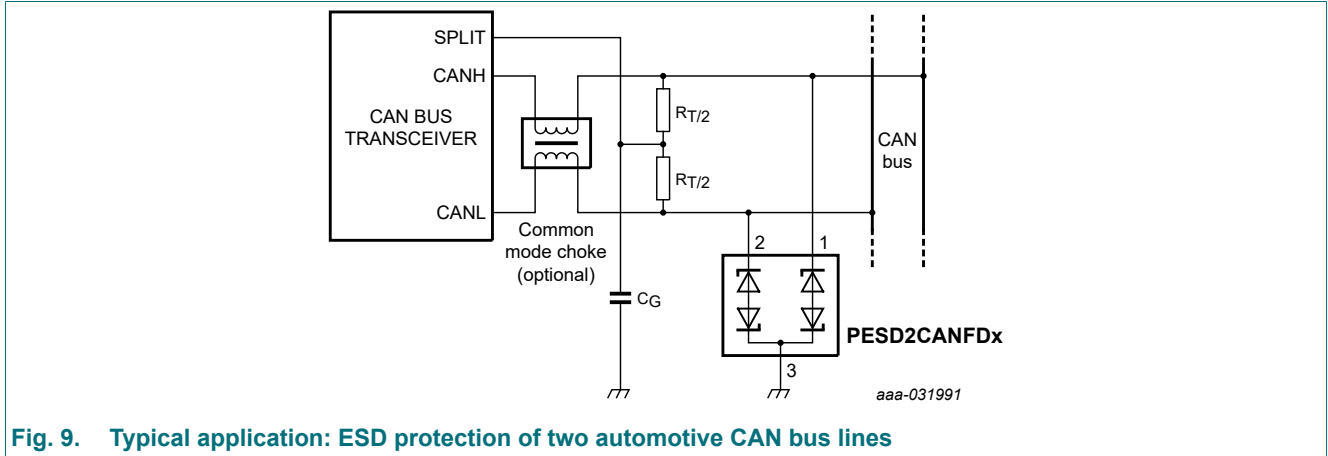 SPLIT
CANH
CAN BUS
TRANSCEIVER
CANL
Common
mode choke
(optional)
RT/2
RT/2
CG
CAN
bus
2
1
PESD2CANFDx
3
aaa-031991
Fig. 9. Typical application: ESD protection of two automotive CAN bus lines